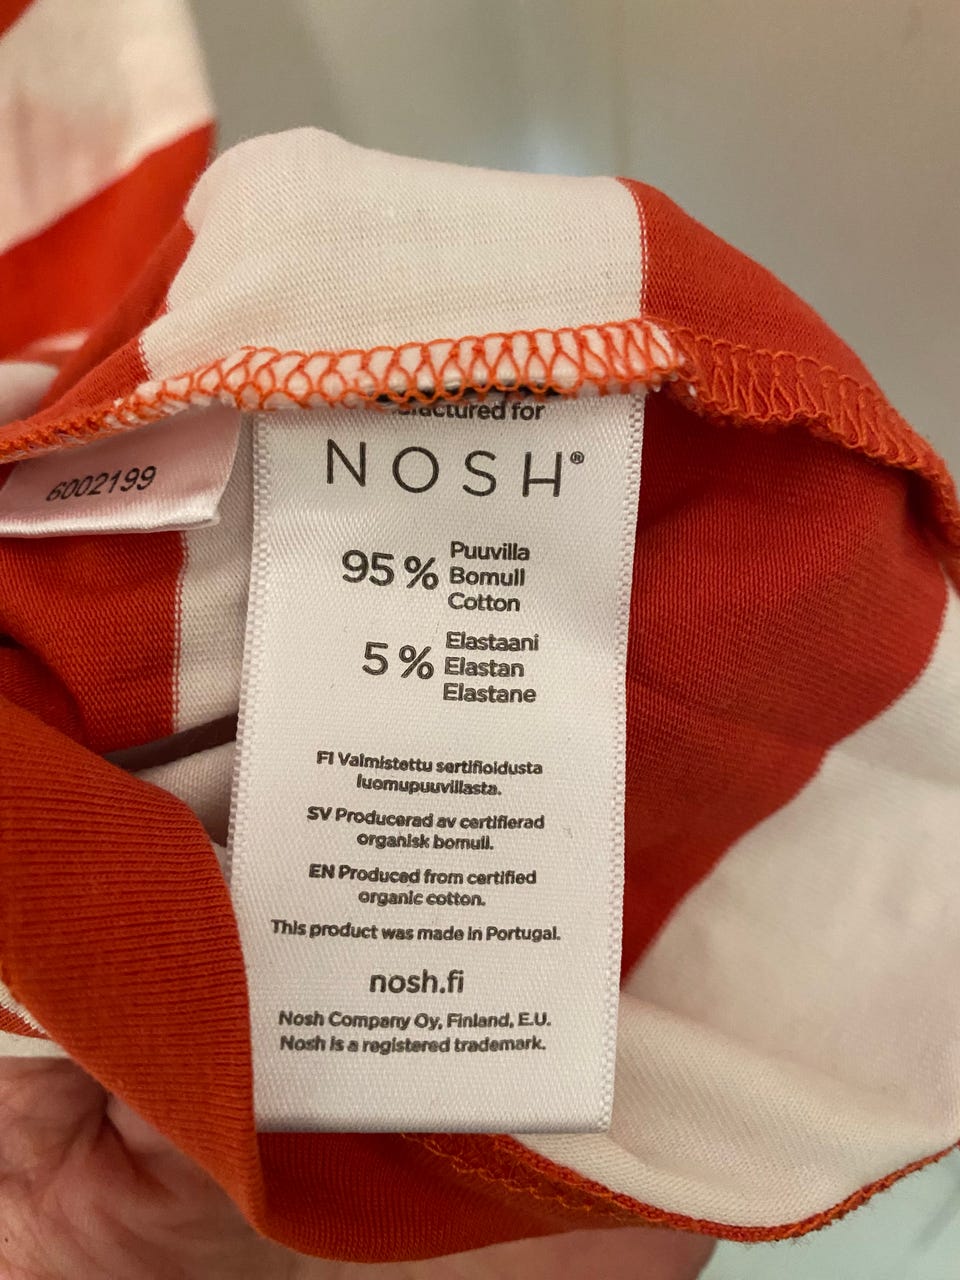 for
NOSH®
6002199
95 % Puuvilla
Bomull
Cotton
5 % Elastaani
Elastan
Elastane
FI Valmistettu sertifioidusta
luomupuuvillasta.
SV Producerad av certifierad
organisk bomull.
EN Produced from certified
organic cotton.
This product was made in Portugal.
nosh.fi
Nosh Company Oy, Finland, E.U.
Nosh is a registered trademark.